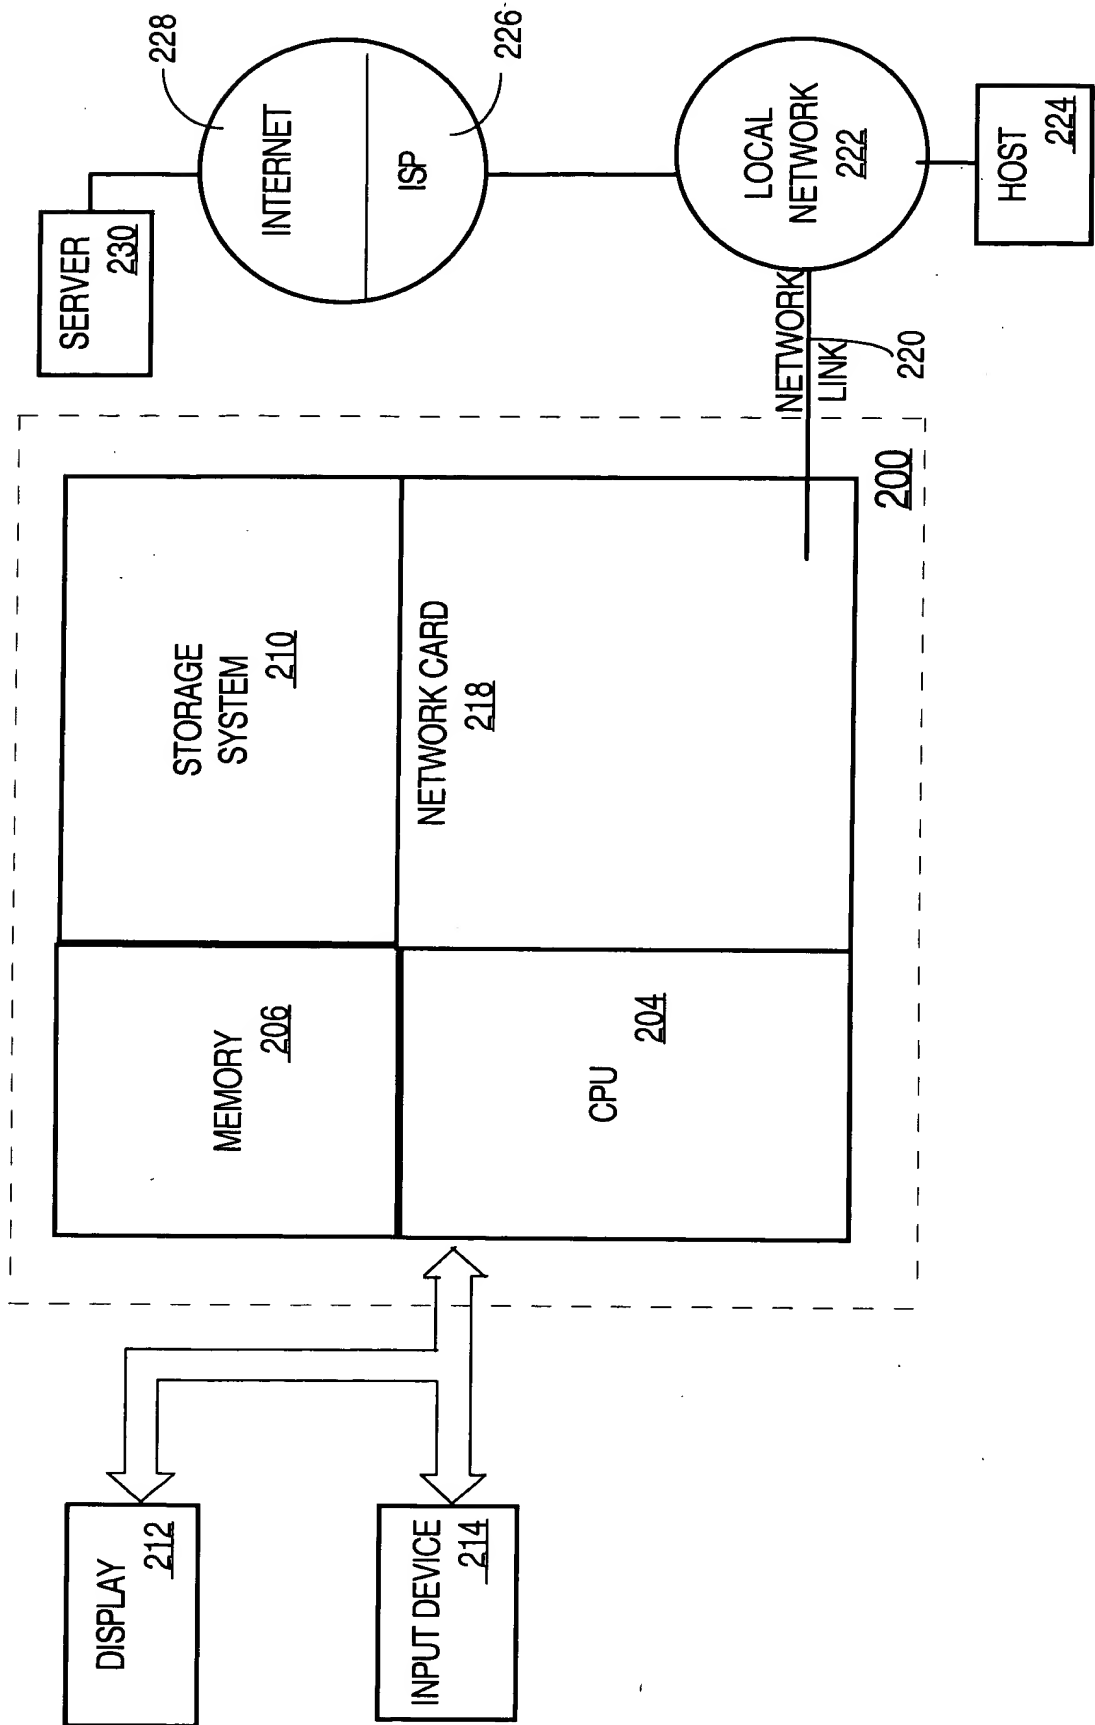 DISPLAY
212
INPUT DEVICE
214
MEMORY
206
CPU
204
STORAGE
SYSTEM
210
NETWORK CARD
218
200
NETWORK
LINK
220
SERVER
230
INTERNET
228
ISP
226
LOCAL
NETWORK
222
HOST
224